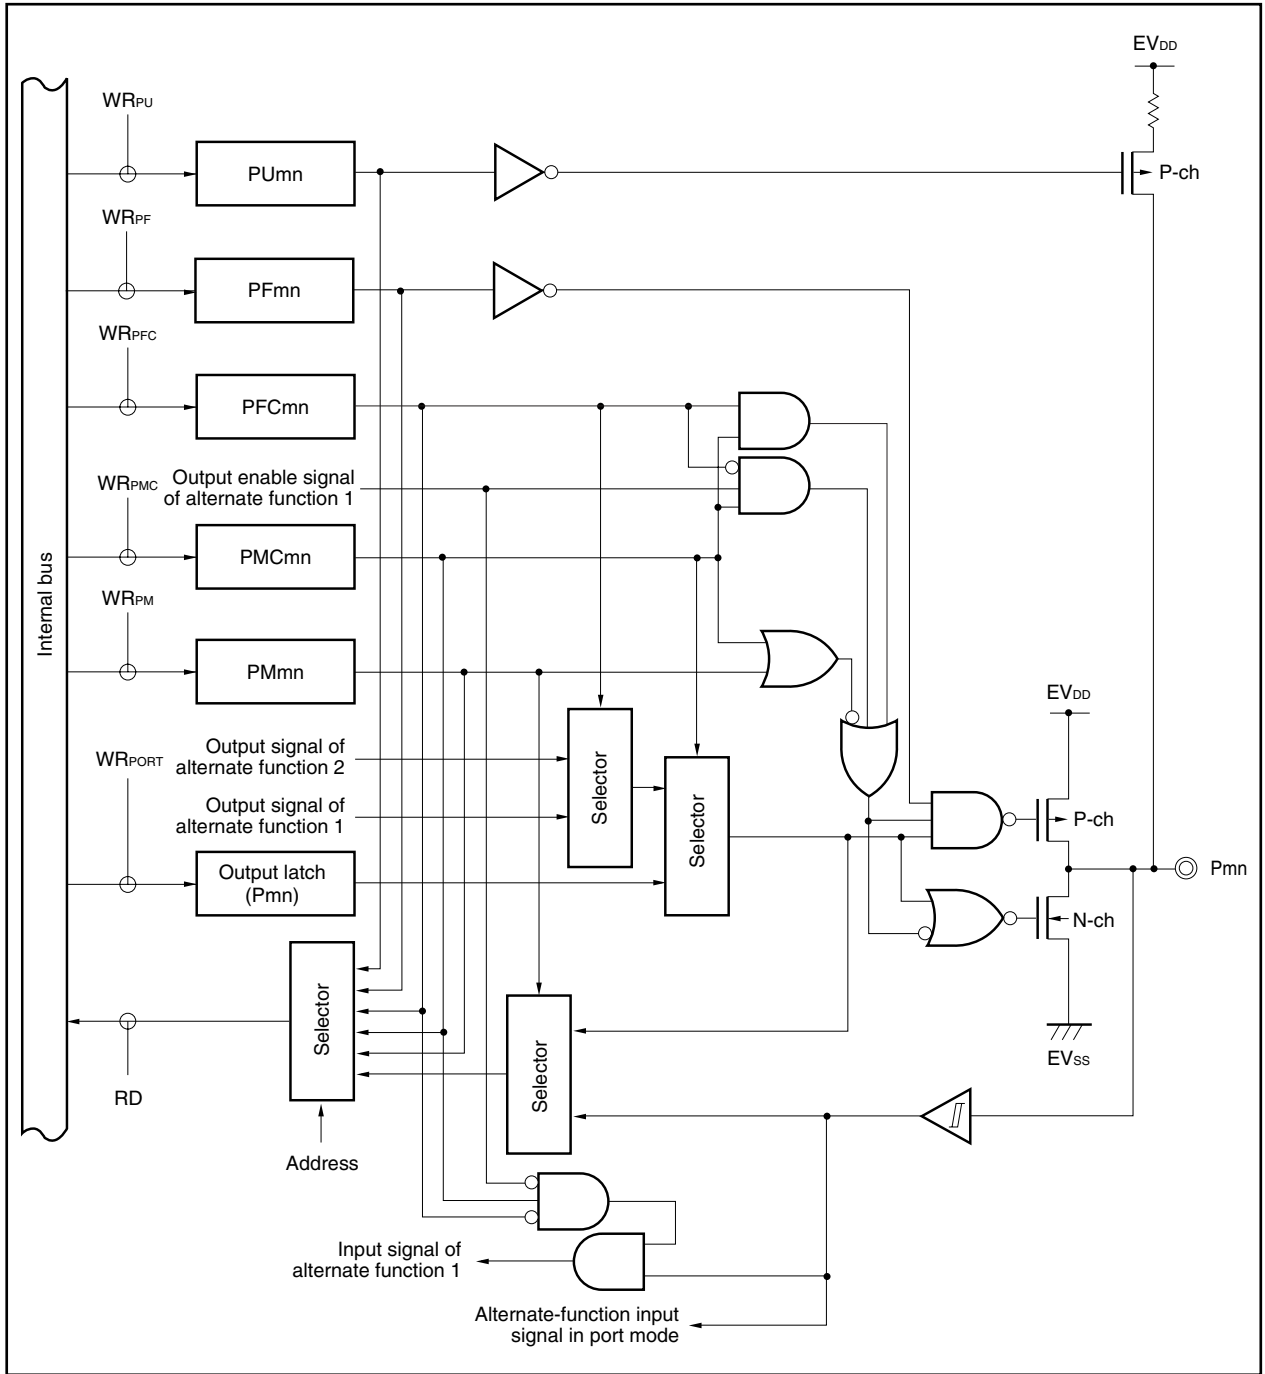 EVDD
WRPU
PUmn
P-ch
WRPF
PFmn
WRPFC
PFCmn
WRPMC
Output enable signal
of alternate function 1
PMCmn
Internal bus
WRPM
PMmn
EVDD
WRPORT
Output signal of
alternate function 2
Output signal of
alternate function 1
Selector
Selector
P-ch
Output latch
(Pmn)
Pmn
N-ch
Selector
Selector
EVSS
RD
Address
Input signal of
alternate function 1
Alternate-function input
signal in port mode